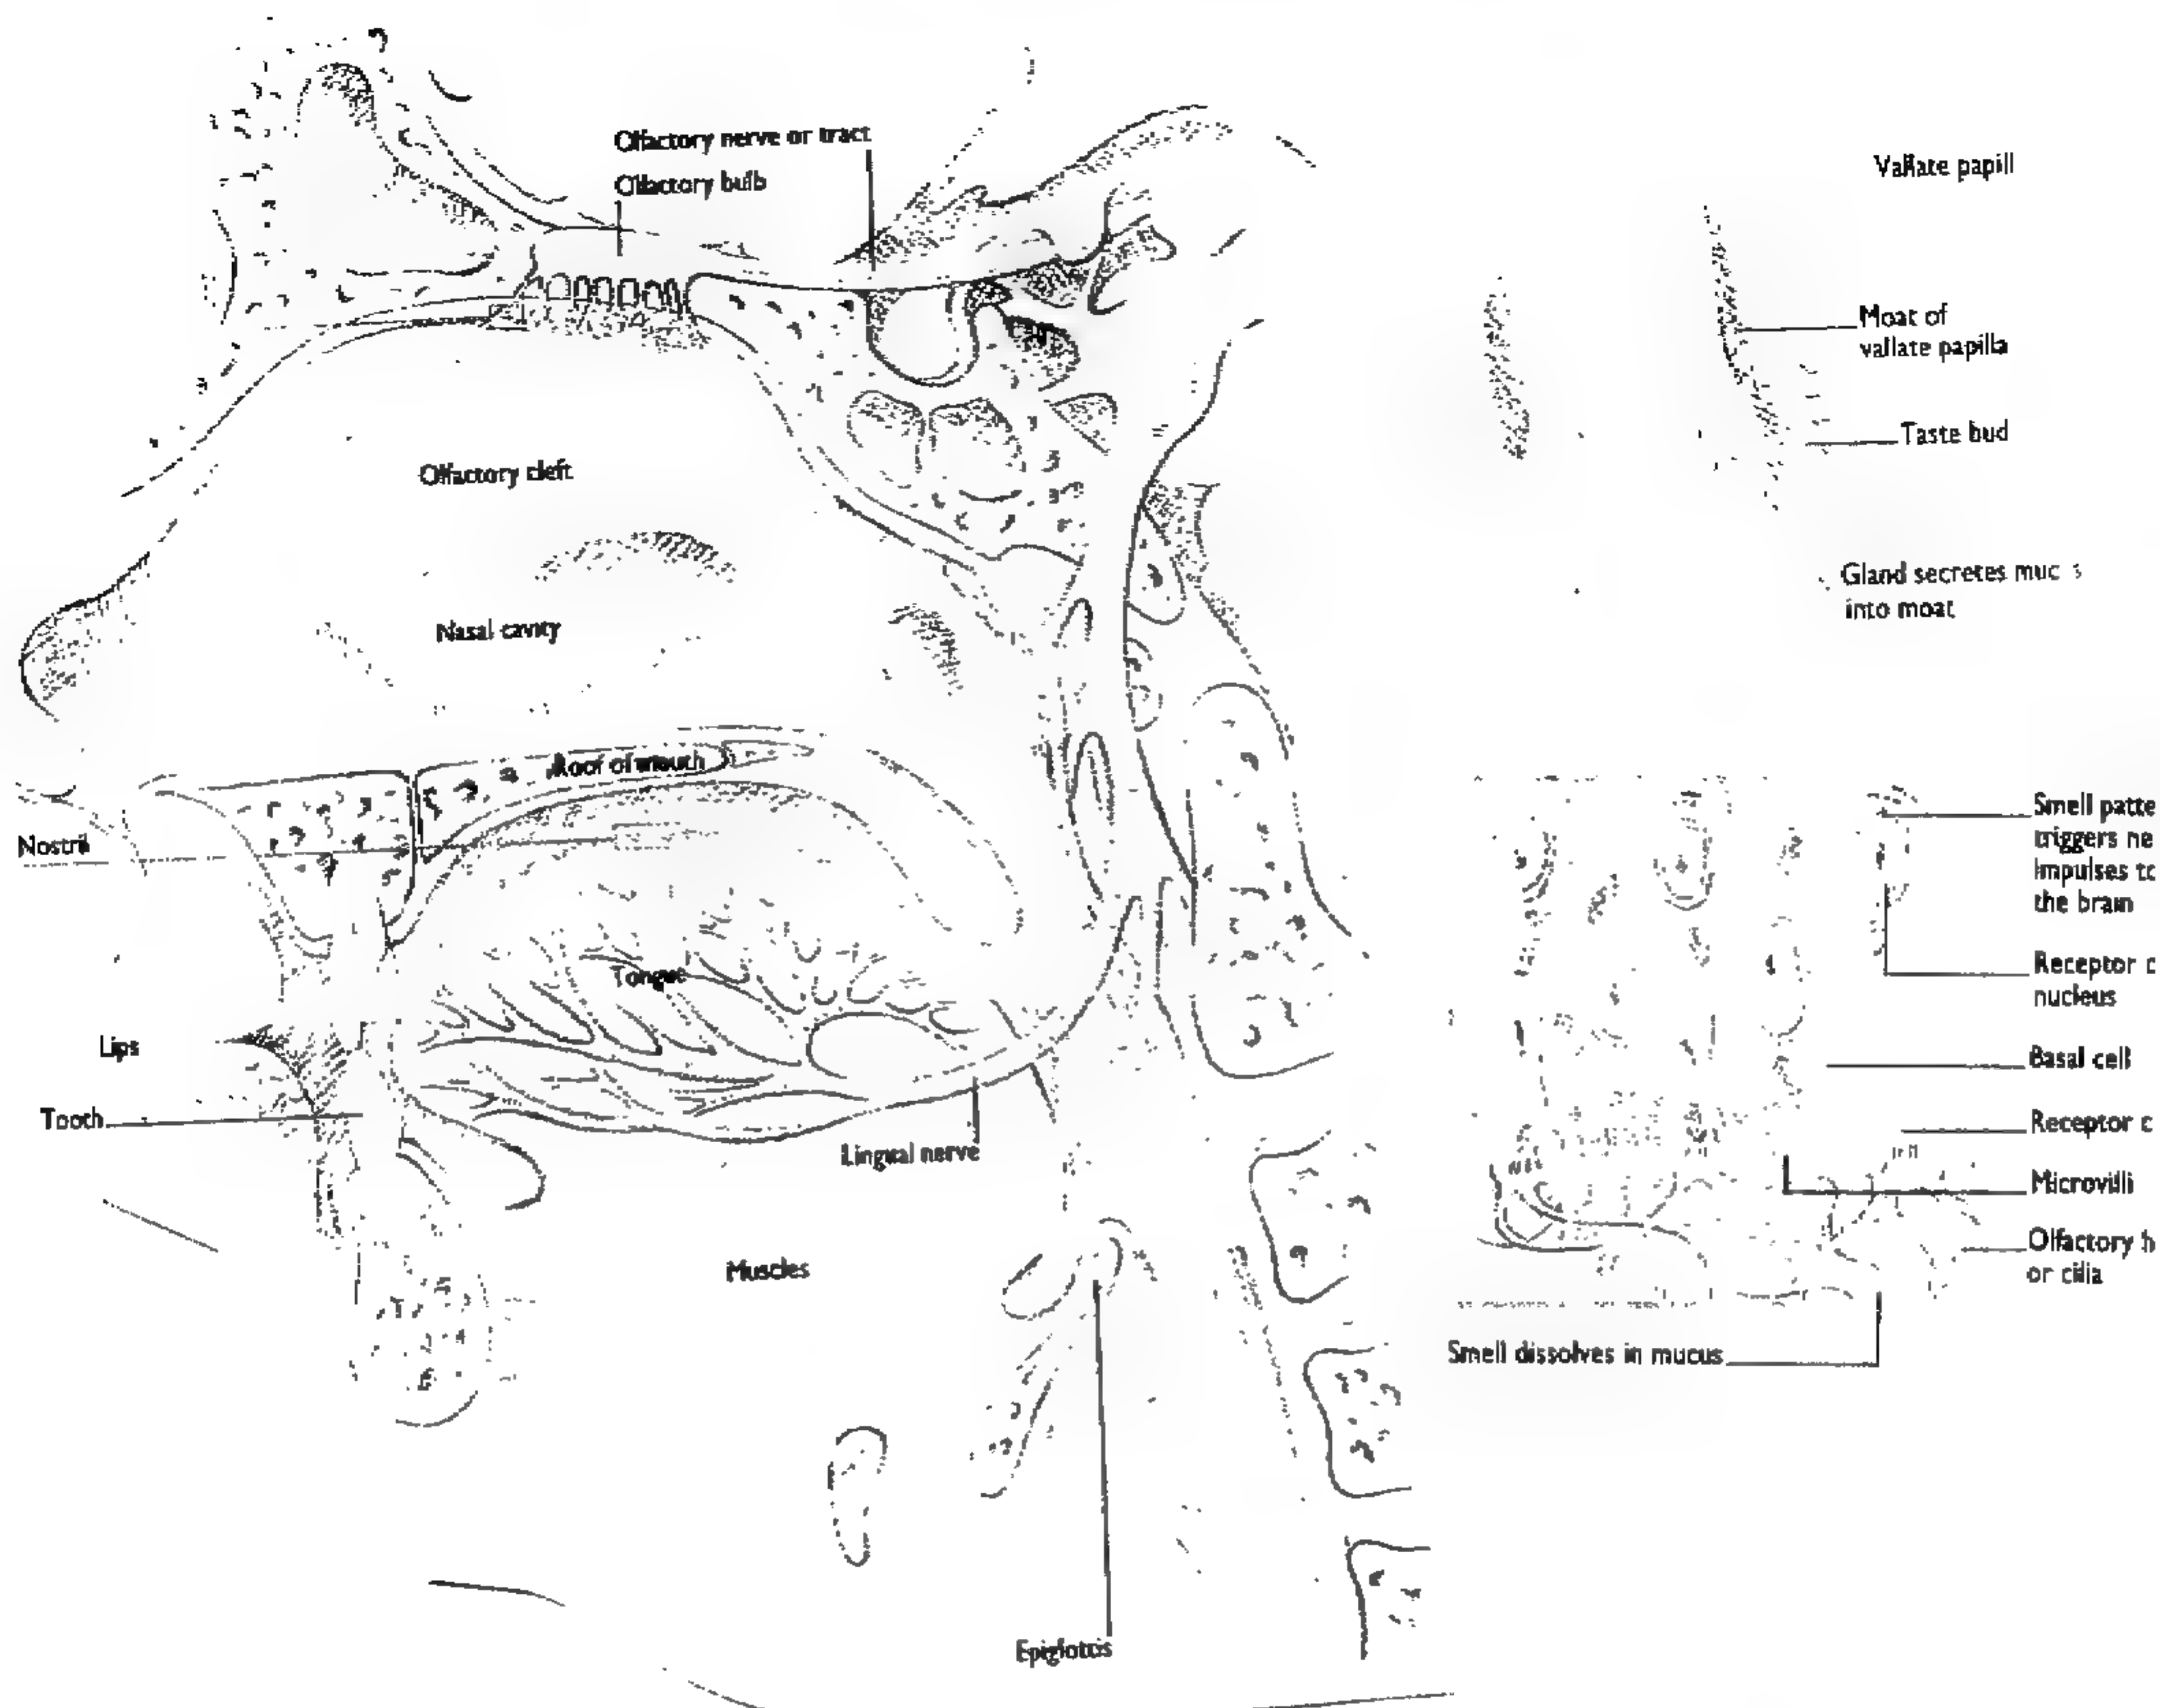 Olfactory nerve or tract
Olfactory bulb
Olfactory cleft
Nasal cavity
Roof of mouth
Nostril
Tongue
Lips
Tooth
Lingual nerve
Muscles
Epiglottis
Vallate papill
Moat of
vallate papilla
Taste bud
Gland secretes muc s
into moat
Smell patte
triggers ne
impulses to
the brain
Receptor c
nucleus
Basal cell
Receptor c
Microvilli
Olfactory h
or cilia
Smell dissolves in mucus